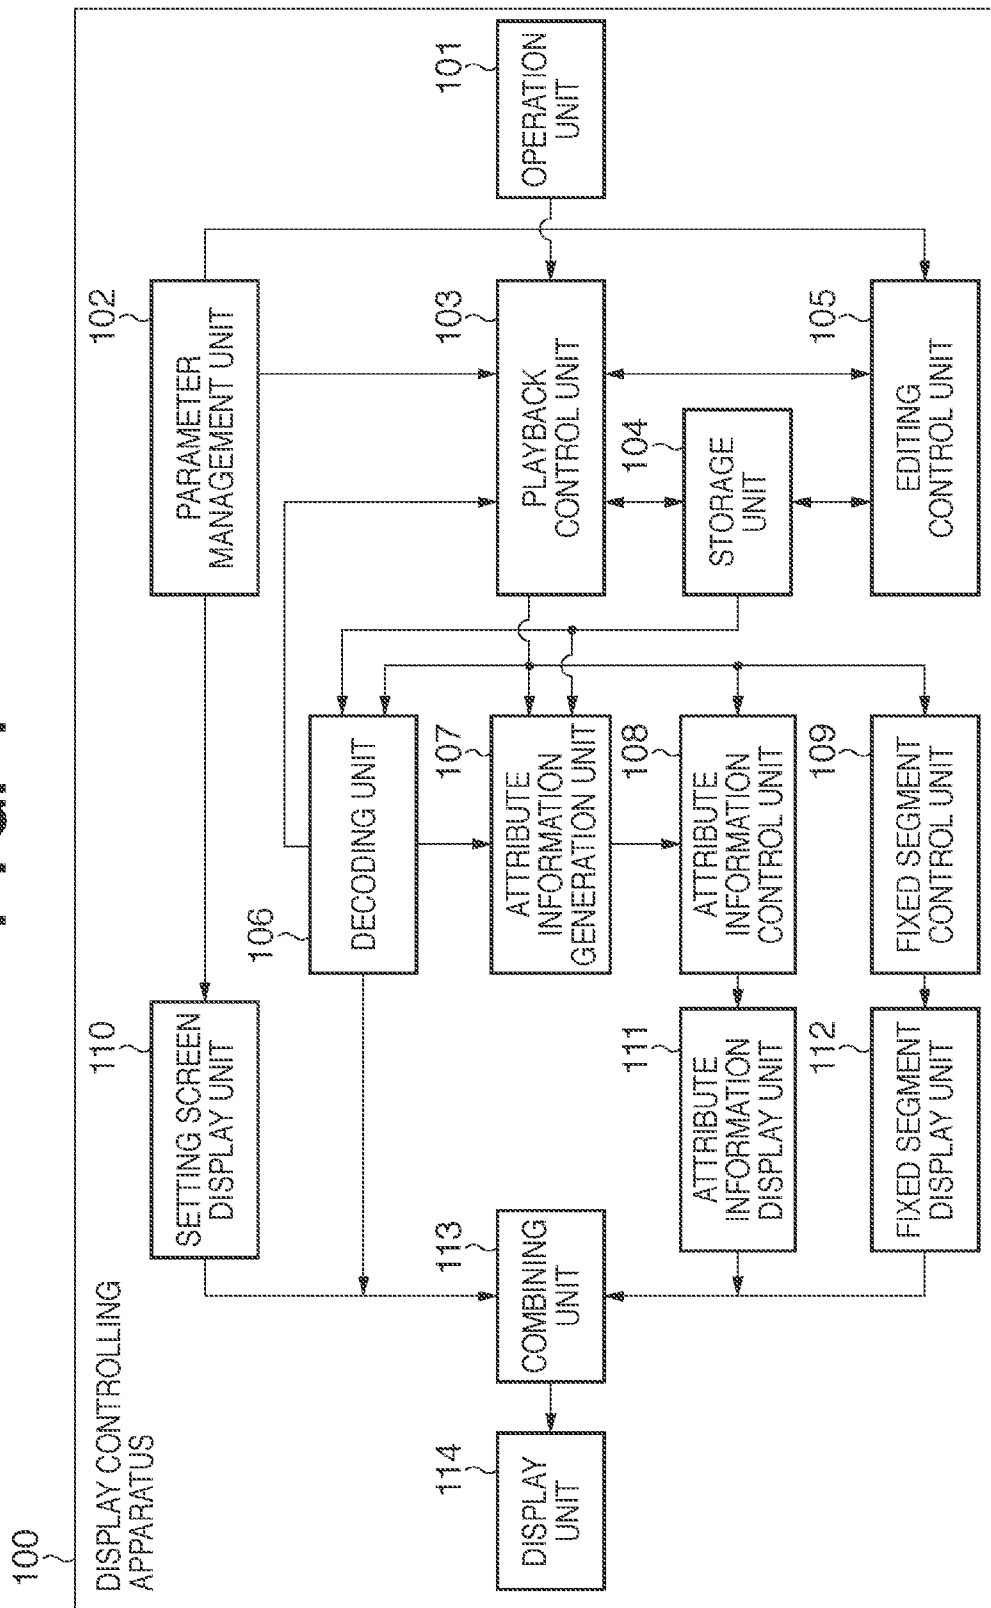 100
DISPLAY CONTROLLING
APPARATUS
114
DISPLAY
UNIT
113
COMBINING
UNIT
110
SETTING SCREEN
DISPLAY UNIT
111
ATTRIBUTE
INFORMATION
DISPLAY UNIT
112
FIXED SEGMENT
DISPLAY UNIT
106
DECODING UNIT
107
ATTRIBUTE
INFORMATION
GENERATION UNIT
108
ATTRIBUTE
INFORMATION
CONTROL UNIT
109
FIXED SEGMENT
CONTROL UNIT
102
PARAMETER
MANAGEMENT UNIT
103
PLAYBACK
CONTROL UNIT
104
STORAGE
UNIT
105
EDITING
CONTROL UNIT
101
OPERATION
UNIT